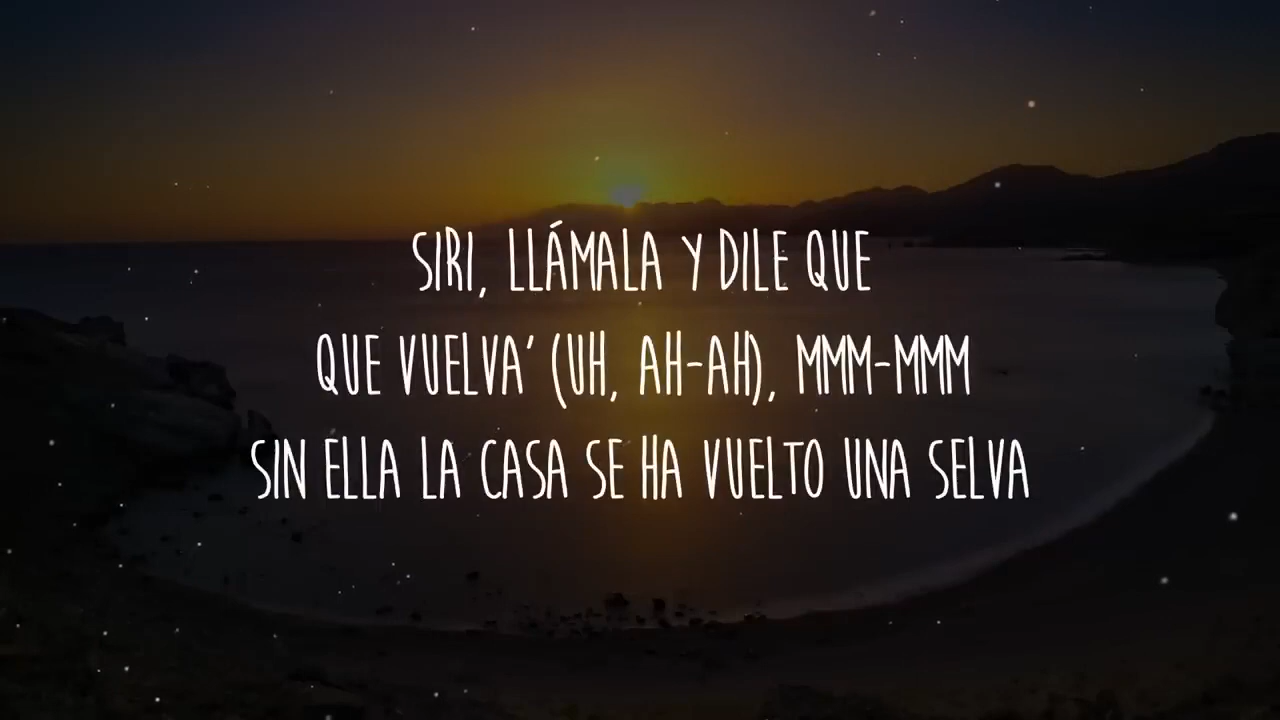 SIRI, LLÁMALA Y DILE QUE
QUE VUELVA' (UH, AH-AH), MMM-MMM
SIN ELLA LA CASA SE HA VUELTO UNA SELVA